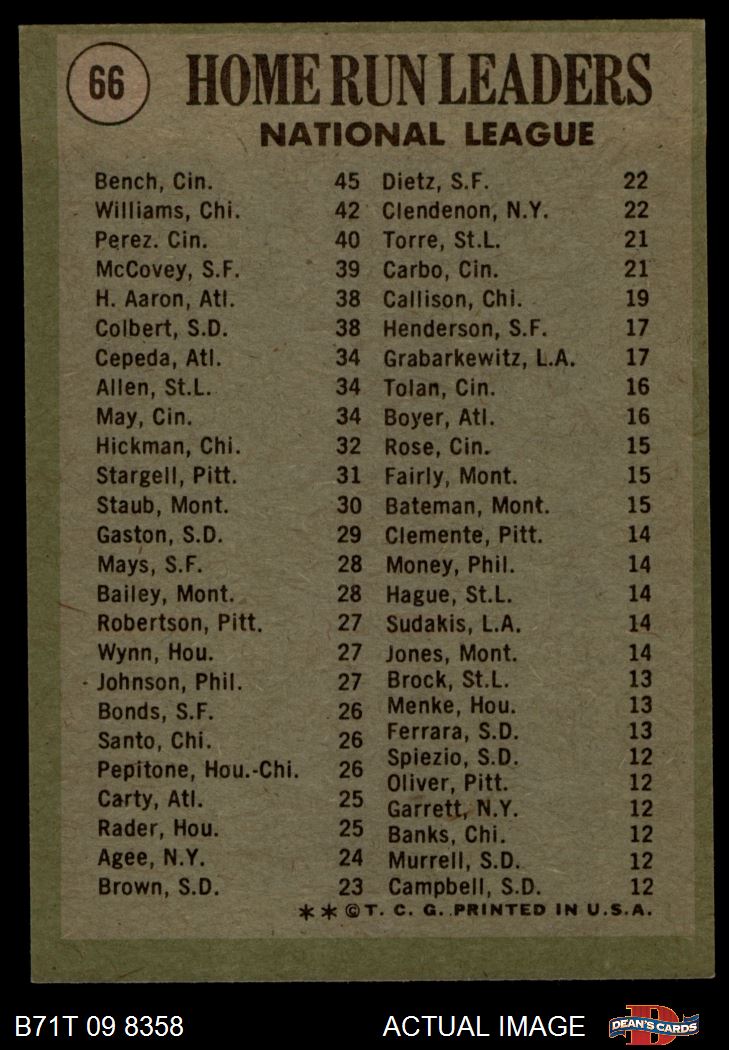 66
HOME RUN LEADERS
NATIONAL LEAGUE
Bench, Cin. 45
Williams, Chi. 42
Perez. Cin. 40
McCovey, S.F. 39
H. Aaron, Atl. 38
Colbert, S.D. 38
Cepeda, Atl. 34
Allen, St.L. 34
May, Cin. 34
Hickman, Chi. 32
Stargell, Pitt. 31
Staub, Mont. 30
Gaston, S.D. 29
Mays, S.F. 28
Bailey, Mont. 28
Robertson, Pitt. 27
Wynn, Hou. 27
Johnson, Phil. 27
Bonds, S.F. 26
Santo, Chi. 26
Pepitone, Hou.-Chi. 26
Carty, Atl. 25
Rader, Hou. 25
Agee, N.Y. 24
Brown, S.D. 23
Dietz, S.F. 22
Clendenon, N.Y. 22
Torre, St.L. 21
Carbo, Cin. 21
Callison, Chi. 19
Henderson, S.F. 17
Grabarkewitz, L.A. 17
Tolan, Cin. 16
Boyer, Atl. 16
Rose, Cin. 15
Fairly, Mont. 15
Bateman, Mont. 15
Clemente, Pitt. 14
Money, Phil. 14
Hague, St.L. 14
Sudakis, L.A. 14
Jones, Mont. 14
Brock, St.L. 13
Menke, Hou. 13
Ferrara, S.D. 13
Spiezio, S.D. 12
Oliver, Pitt. 12
Garrett, N.Y. 12
Banks, Chi. 12
Murrell, S.D. 12
Campbell, S.D. 12
**©T. C. G. PRINTED IN U.S.A.
B71T 09 8358 ACTUAL IMAGE
D DEAN'S CARDS